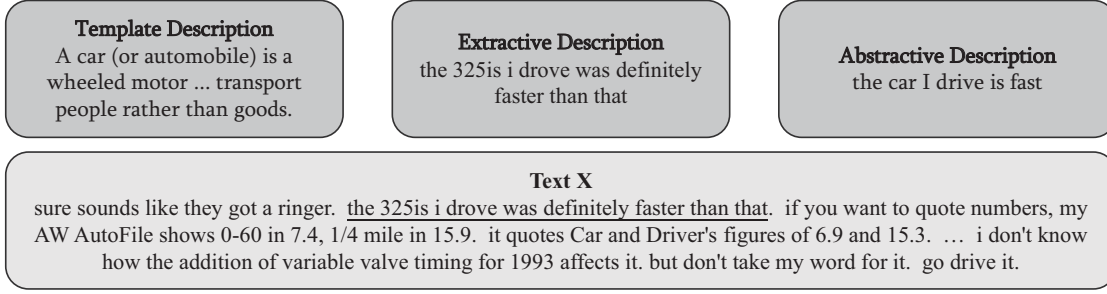 Template Description
A car (or automobile) is a
wheeled motor ... transport
people rather than goods.
Extractive Description
the 325is i drove was definitely
faster than that
Abstractive Description
the car I drive is fast
Text X
sure sounds like they got a ringer.  the 325is i drove was definitely faster than that.  if you want to quote numbers, my
AW AutoFile shows 0-60 in 7.4, 1/4 mile in 15.9.  it quotes Car and Driver's figures of 6.9 and 15.3.  ...  i don't know
how the addition of variable valve timing for 1993 affects it. but don't take my word for it.  go drive it.